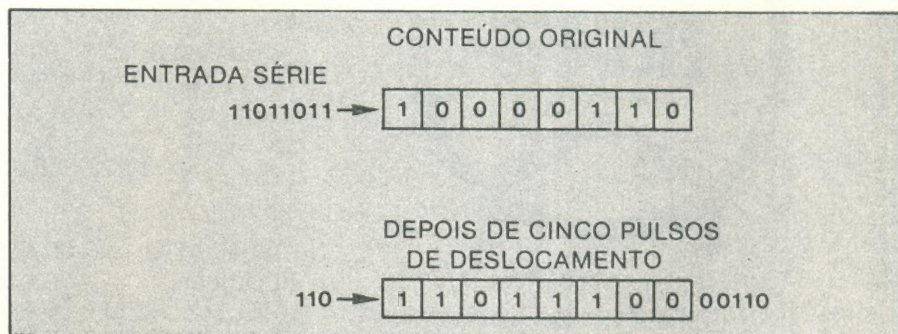 CONTEÚDO ORIGINAL
ENTRADA SÉRIE
11011011 1 0 0 0 0 1 1 0
DEPOIS DE CINCO PULSOS
DE DESLOCAMENTO
110 1 1 0 1 1 1 0 0 00110